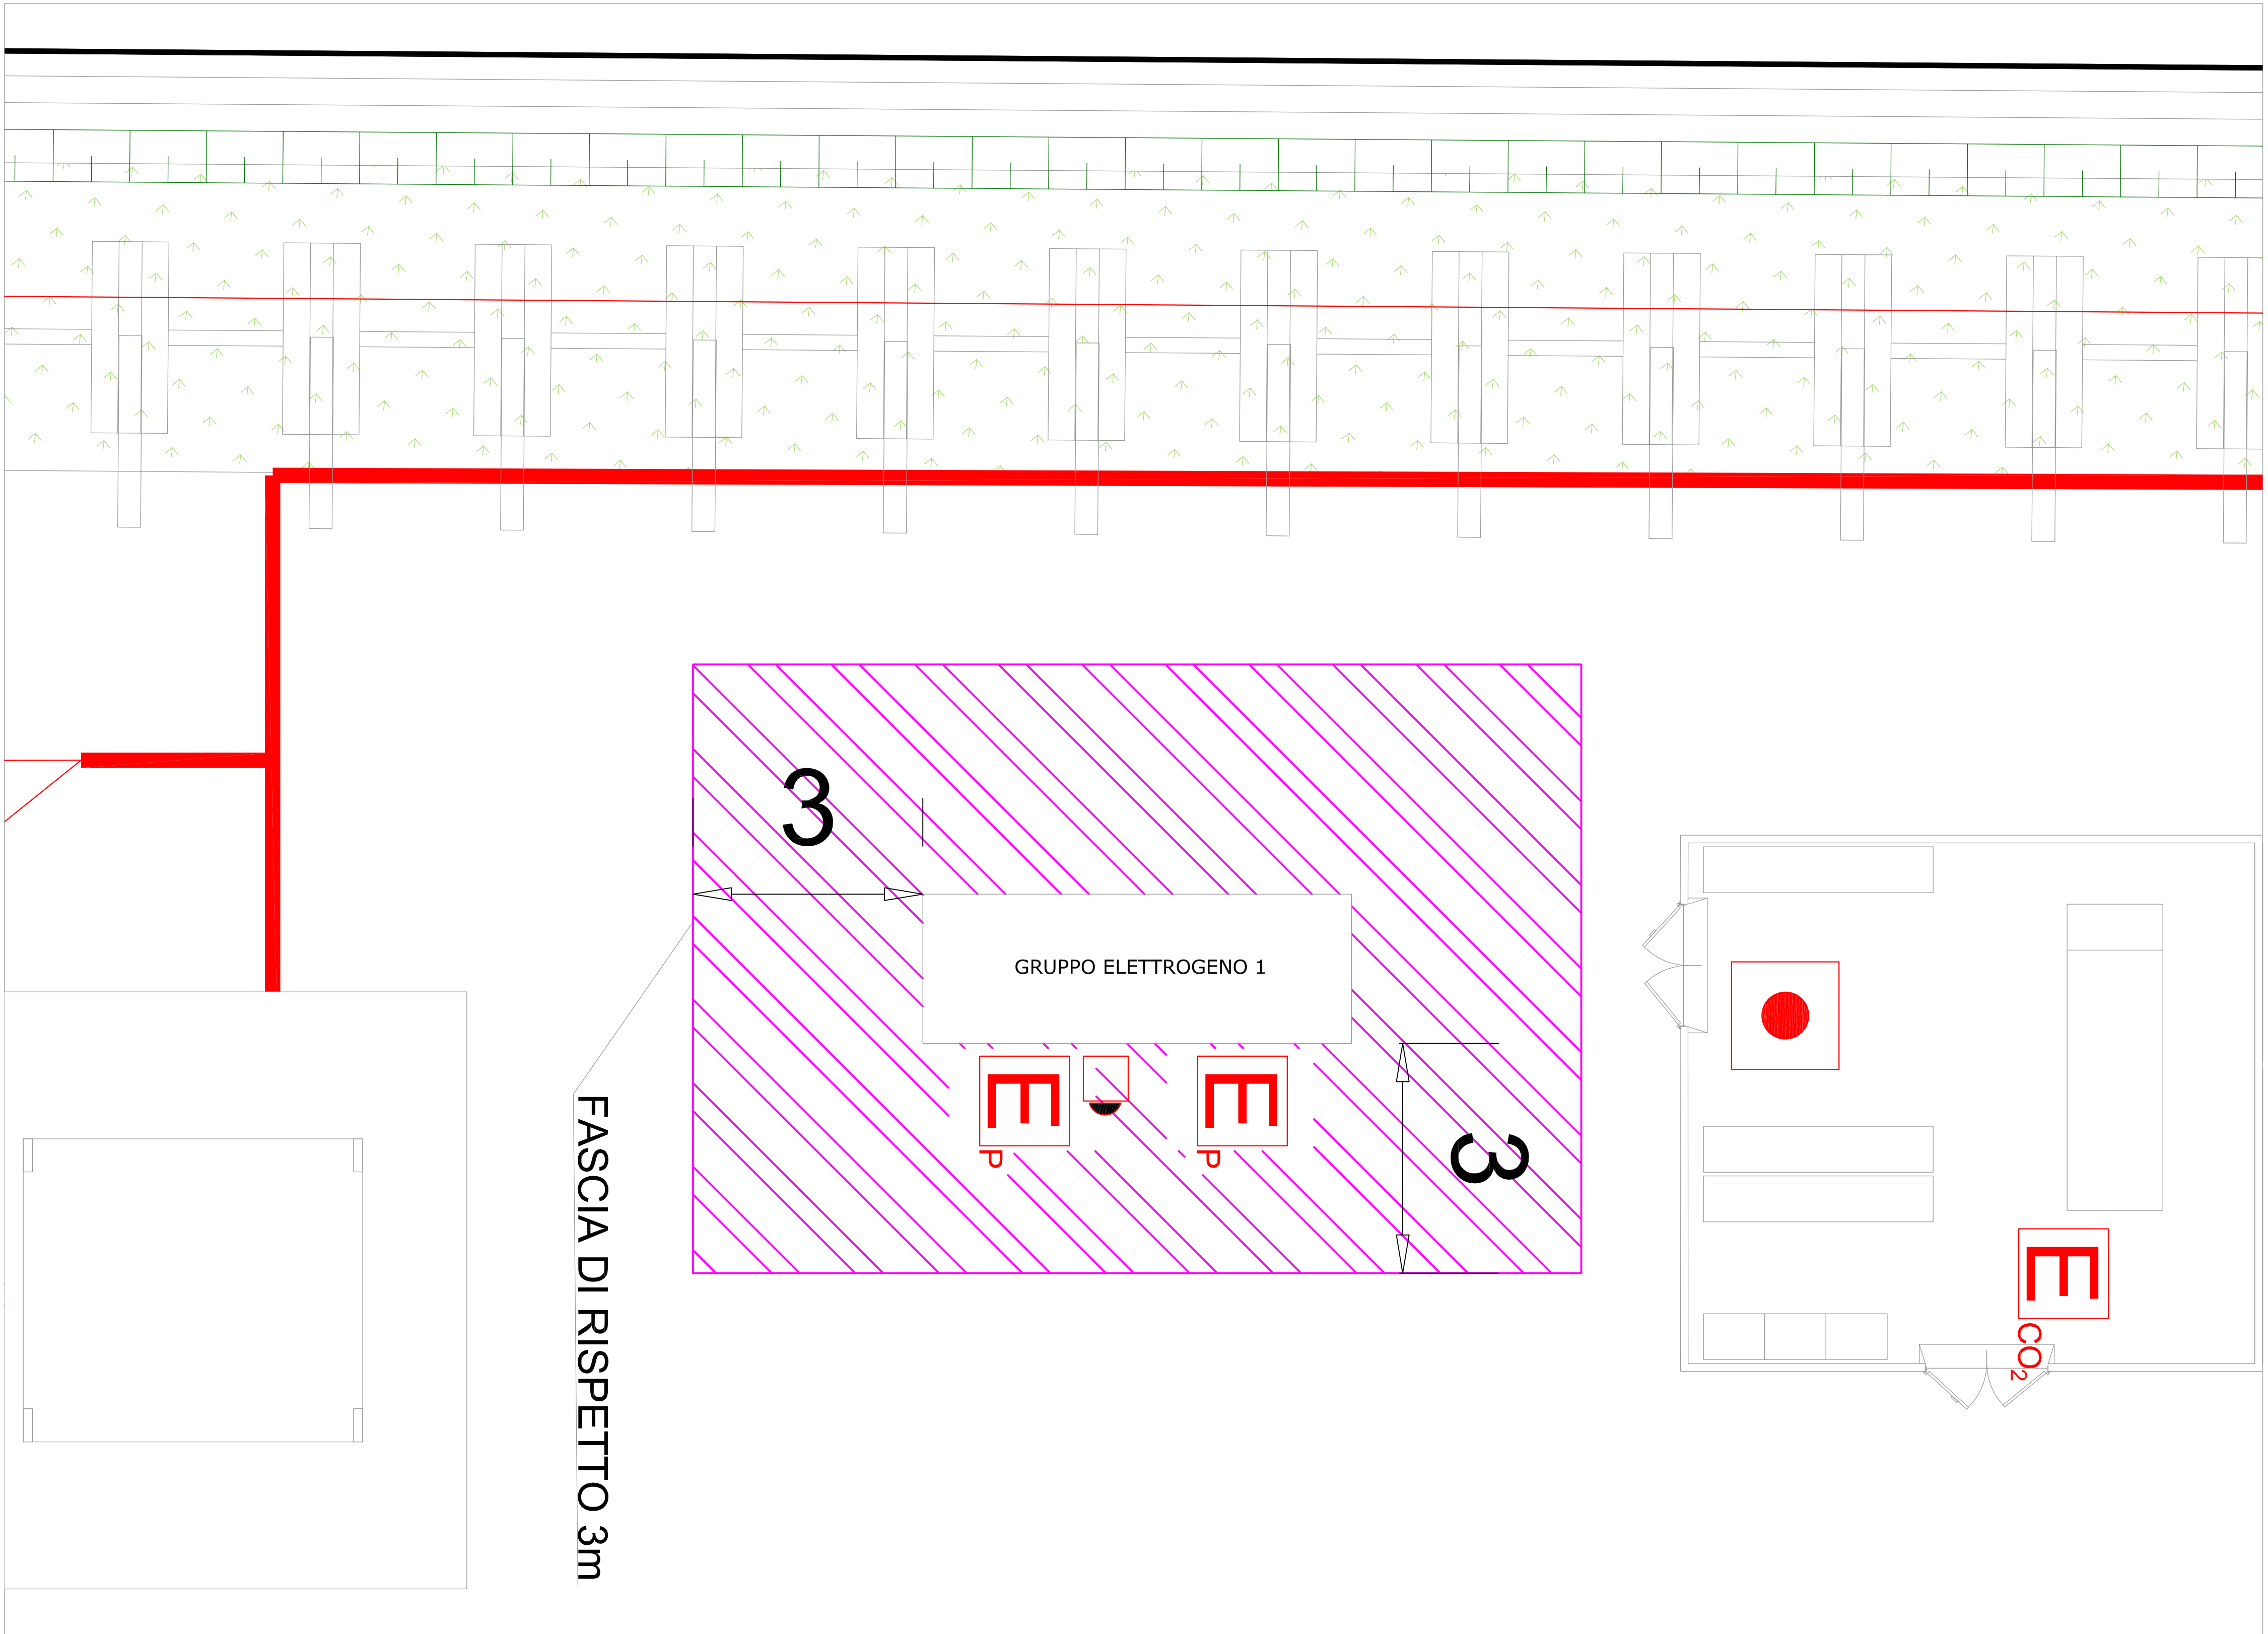 3
GRUPPO ELETTROGENO 1
E
P
E
P
3
FASCIA DI RISPETTO 3m
E
CO₂